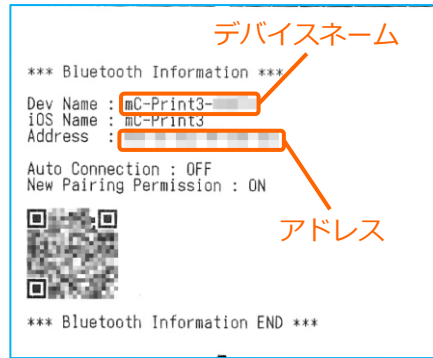 デバイスネーム
*** Bluetooth Information ***
Dev Name : mC-Print3-
iOS Name : mC-Print3
Address :
Auto Connection : OFF
New Pairing Permission : ON
アドレス
*** Bluetooth Information END ***